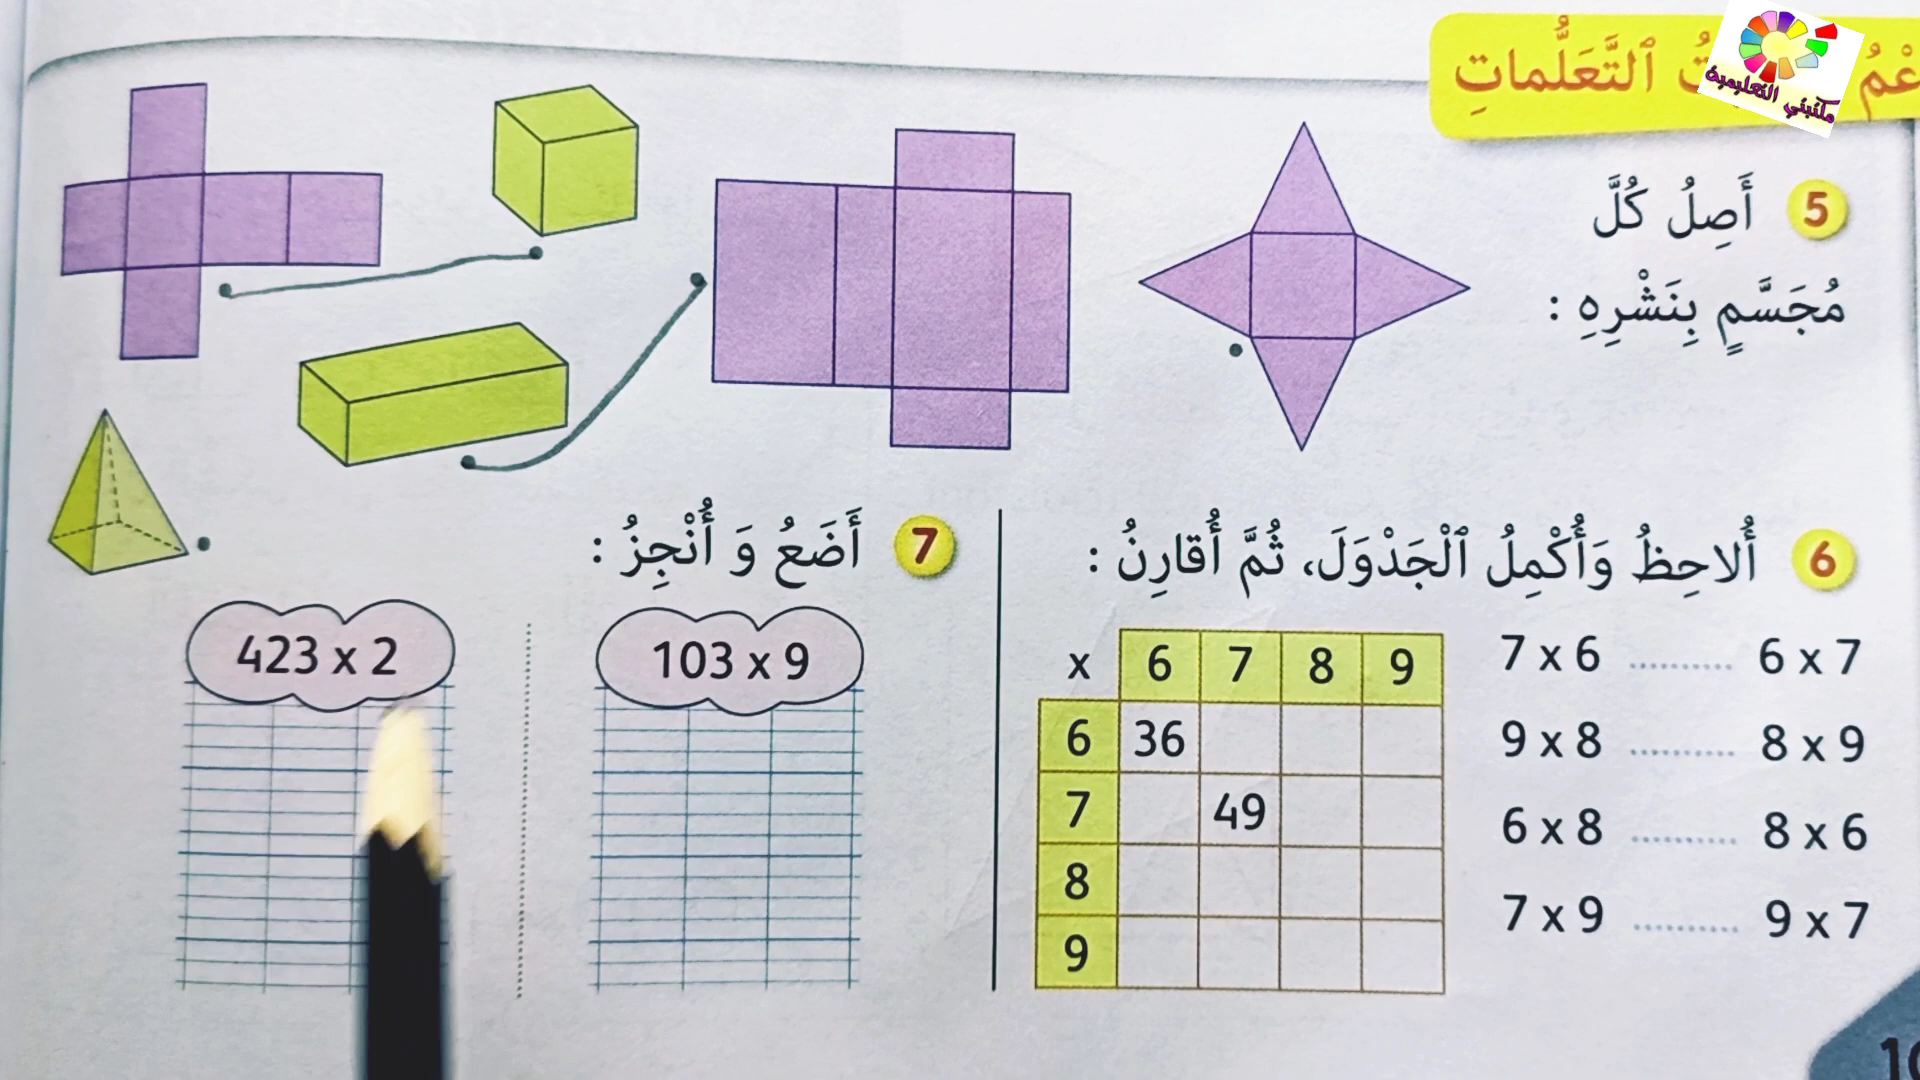 ٱلتَّعَلُّماتِ
مكتبتي التعليمية
5 أَصِلُ كُلَّ
مُجَسَّمٍ بِنَشْرِهِ :
6 أُلاحِظُ وَأُكْمِلُ ٱلْجَدْوَلَ، ثُمَّ أُقارِنُ :
x 6 7 8 9
6 36
7 49
8
9
7 x 6 .......... 6 x 7
9 x 8 .......... 8 x 9
6 x 8 .......... 8 x 6
7 x 9 .......... 9 x 7
7 أَضَعُ وَ أُنْجِزُ :
103 x 9
423 x 2